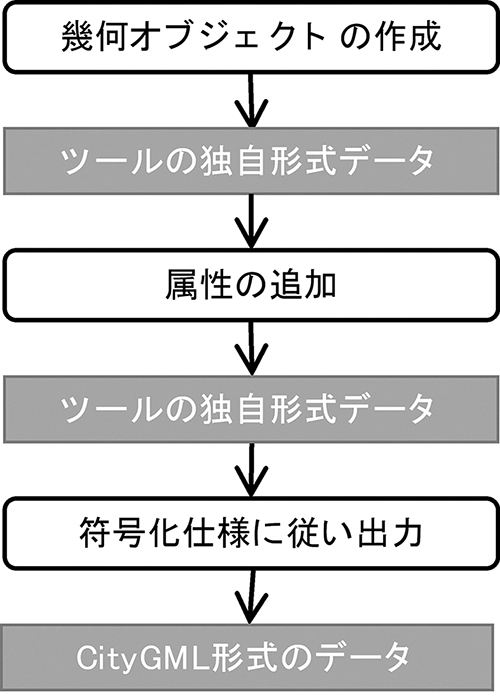 幾何オブジェクトの作成
ツールの独自形式データ
属性の追加
ツールの独自形式データ
符号化仕様に従い出力
CityGML形式のデータ